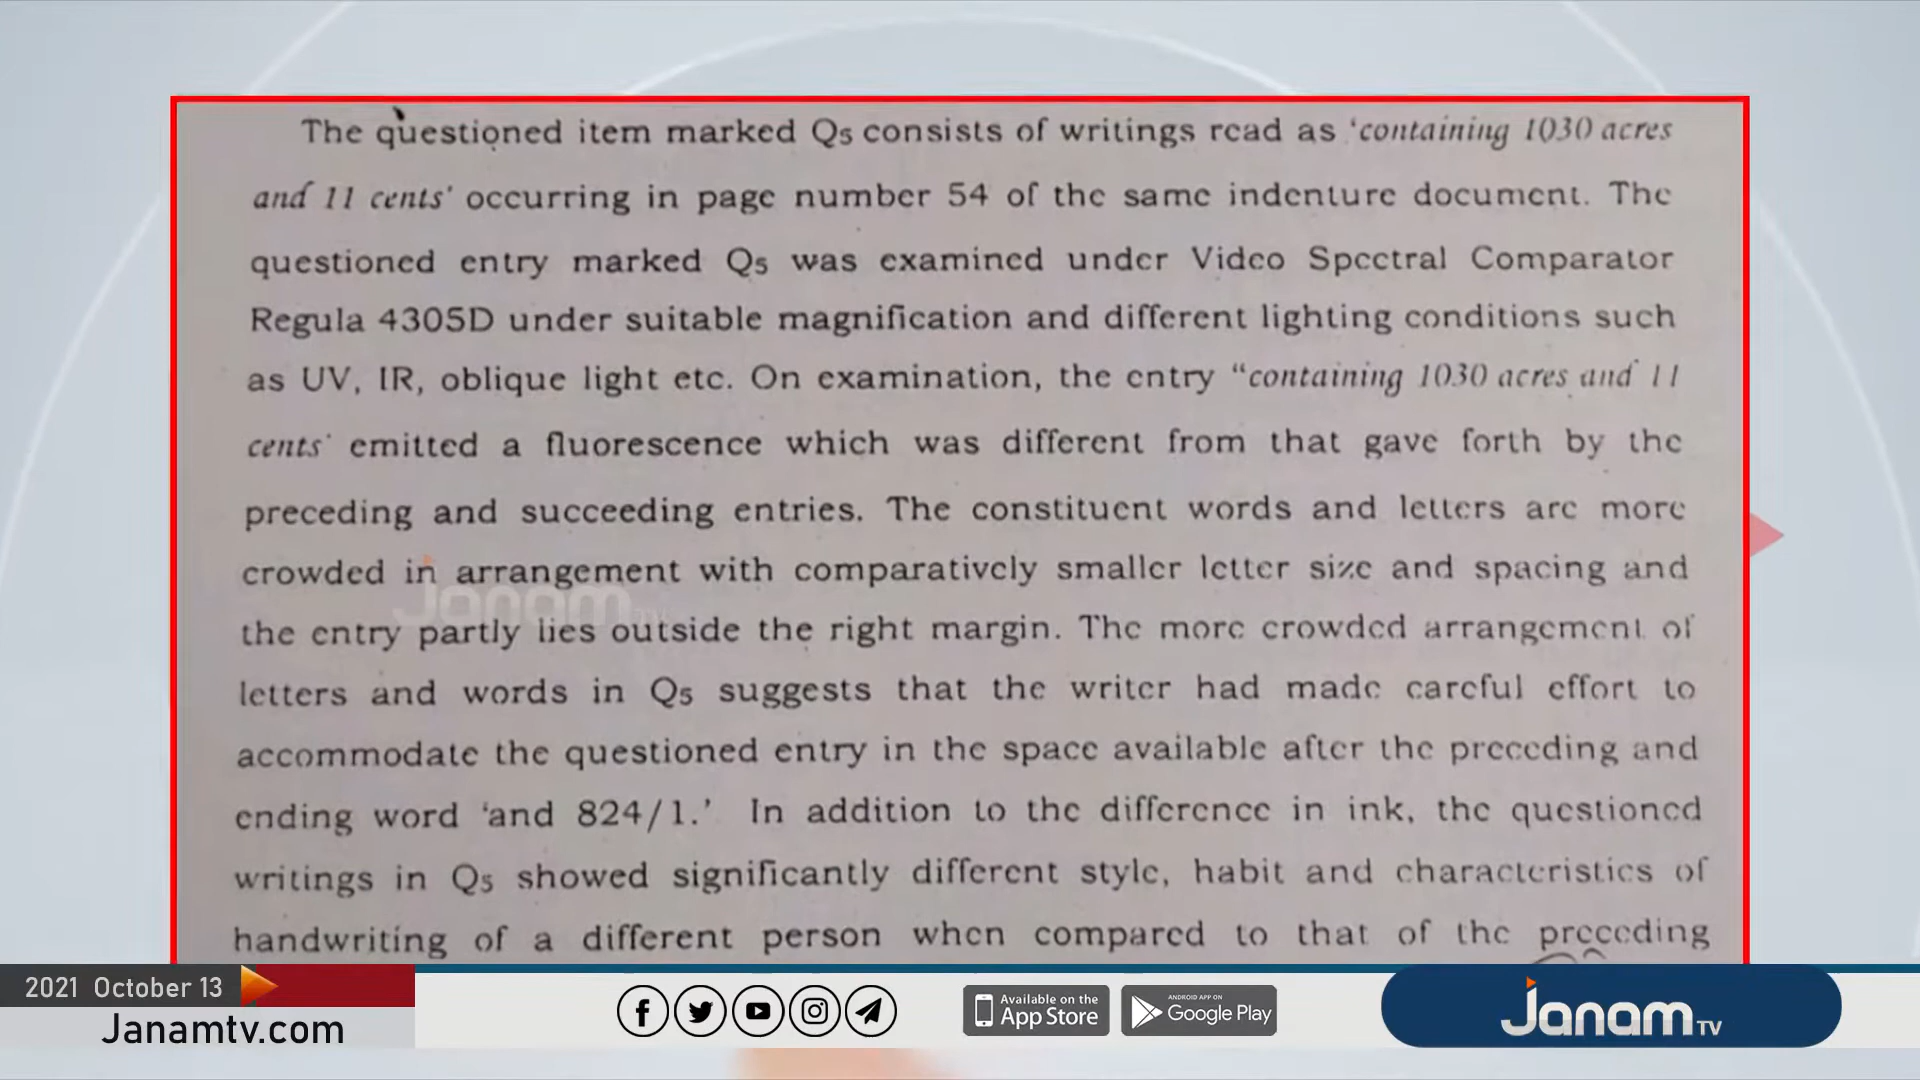 The questioned item marked Q5 consists of writings read as 'containing 1030 acres
and 11 cents' occurring in page number 54 of the same indenture document. The
questioned entry marked Q5 was examined under Video Spectral Comparator
Regula 4305D under suitable magnification and different lighting conditions such
as UV, IR, oblique light etc. On examination, the entry "containing 1030 acres and 11
cents' emitted a fluorescence which was different from that gave forth by the
preceding and succeeding entries. The constituent words and letters are more
crowded in arrangement with comparatively smaller letter size and spacing and
Janam TV
the entry partly lies outside the right margin. The more crowded arrangement of
letters and words in Q5 suggests that the writer had made careful effort to
accommodate the questioned entry in the space available after the preceding and
ending word 'and 824/1.' In addition to the difference in ink, the questioned
writings in Q5 showed significantly different style, habit and characteristics of
handwriting of a different person when compared to that of the preceding
2021 October 13
Janamtv.com
Available on the
App Store
ANDROID APP ON
Google Play
Janam TV